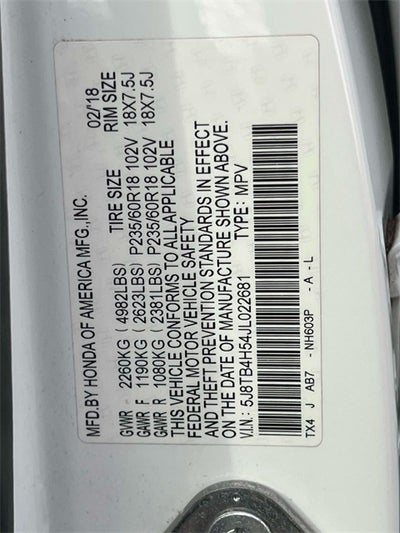 MFD.BY HONDA OF AMERICA MFG.,INC. 02/18
TIRE SIZE RIM SIZE
GVWR - 2260KG ( 4982LBS)
GAWR F 1190KG ( 2623LBS) P235/60R18 102V 18X7.5J
GAWR R 1080KG ( 2381LBS) P235/60R18 102V 18X7.5J
THIS VEHICLE CONFORMS TO ALL APPLICABLE
FEDERAL MOTOR VEHICLE SAFETY
AND THEFT PREVENTION STANDARDS IN EFFECT
ON THE DATE OF MANUFACTURE SHOWN ABOVE.
V.I.N.: 5J8TB4H54JL022681 TYPE: MPV
TX4 J AB7 - NH603P - A - L